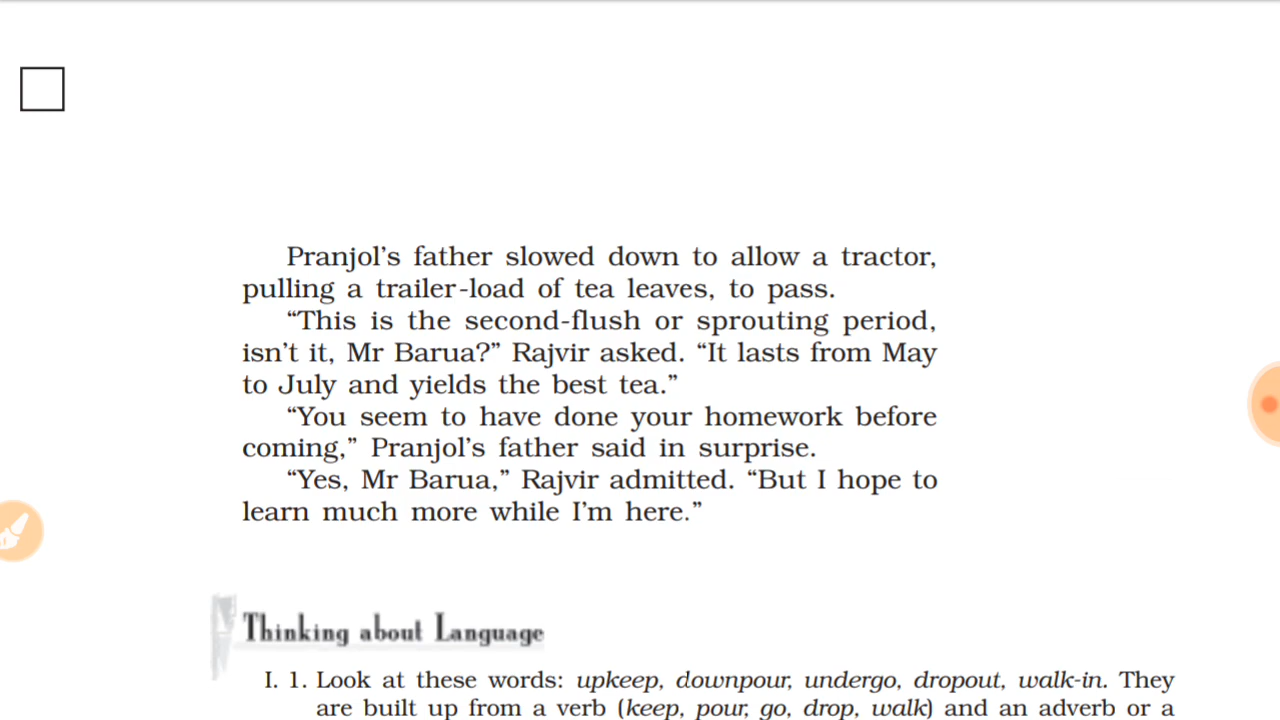 Pranjol’s father slowed down to allow a tractor,
pulling a trailer-load of tea leaves, to pass.
“This is the second-flush or sprouting period,
isn’t it, Mr Barua?” Rajvir asked. “It lasts from May
to July and yields the best tea.”
“You seem to have done your homework before
coming,” Pranjol’s father said in surprise.
“Yes, Mr Barua,” Rajvir admitted. “But I hope to
learn much more while I’m here.”
Thinking about Language
I. 1. Look at these words: upkeep, downpour, undergo, dropout, walk-in. They
are built up from a verb (keep, pour, go, drop, walk) and an adverb or a